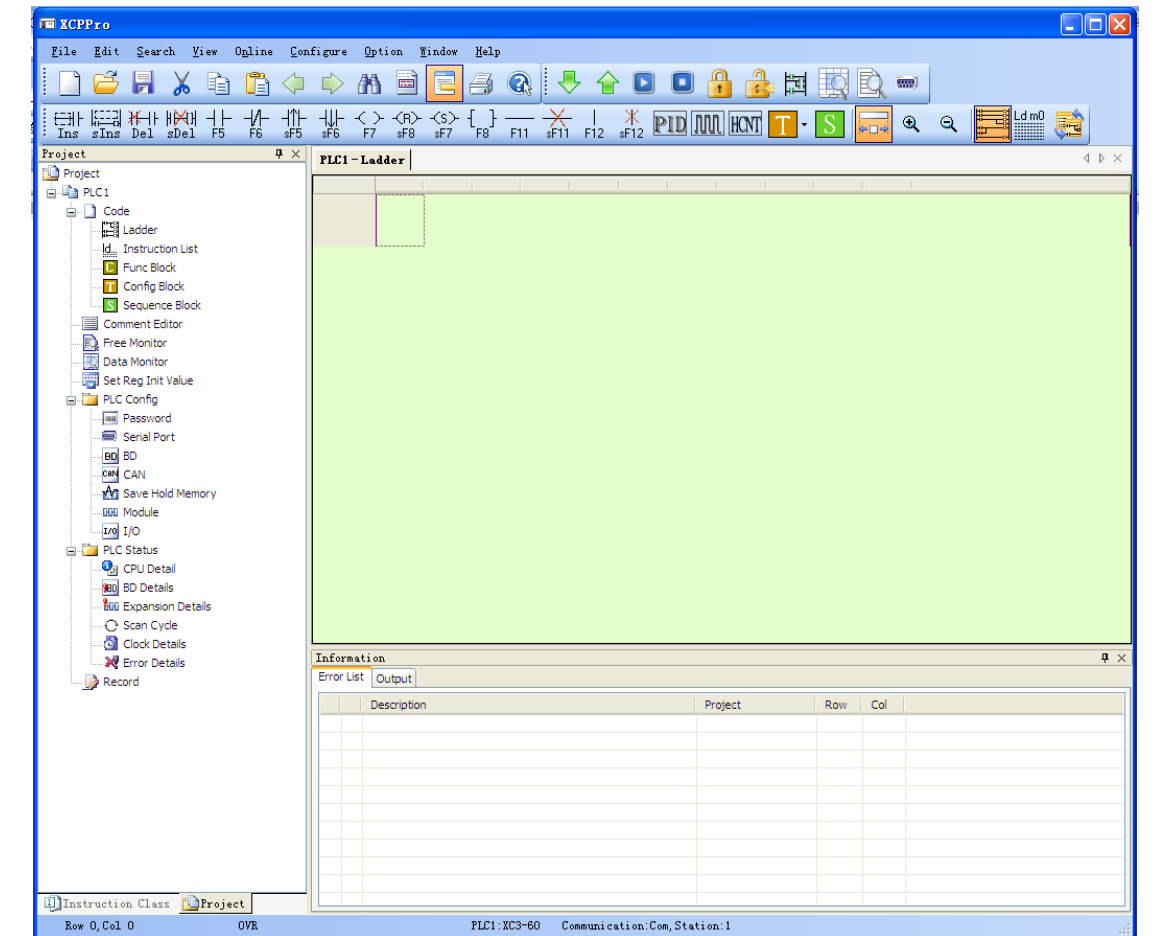 XCPPro
File Edit Search View Online Configure Option Window Help
Ins sIns Del sDel F5 F6 sF5 sF6 F7 sF8 sF7 F8 F11 sF11 F12 sF12 PID HCNT T S Ld m0
Project
PLC1 - Ladder
Project
PLC1
Code
Ladder
Instruction List
Func Block
Config Block
Sequence Block
Comment Editor
Free Monitor
Data Monitor
Set Reg Init Value
PLC Config
Password
Serial Port
BD BD
CAN CAN
Save Hold Memory
Module
I/O I/O
PLC Status
CPU Detail
BD BD Details
Expansion Details
Scan Cycle
Clock Details
Error Details
Record
Information
Error List Output
Description Project Row Col
Instruction Class Project
Row 0, Col 0 OVR PLC1:XC3-60 Communication:Com, Station:1